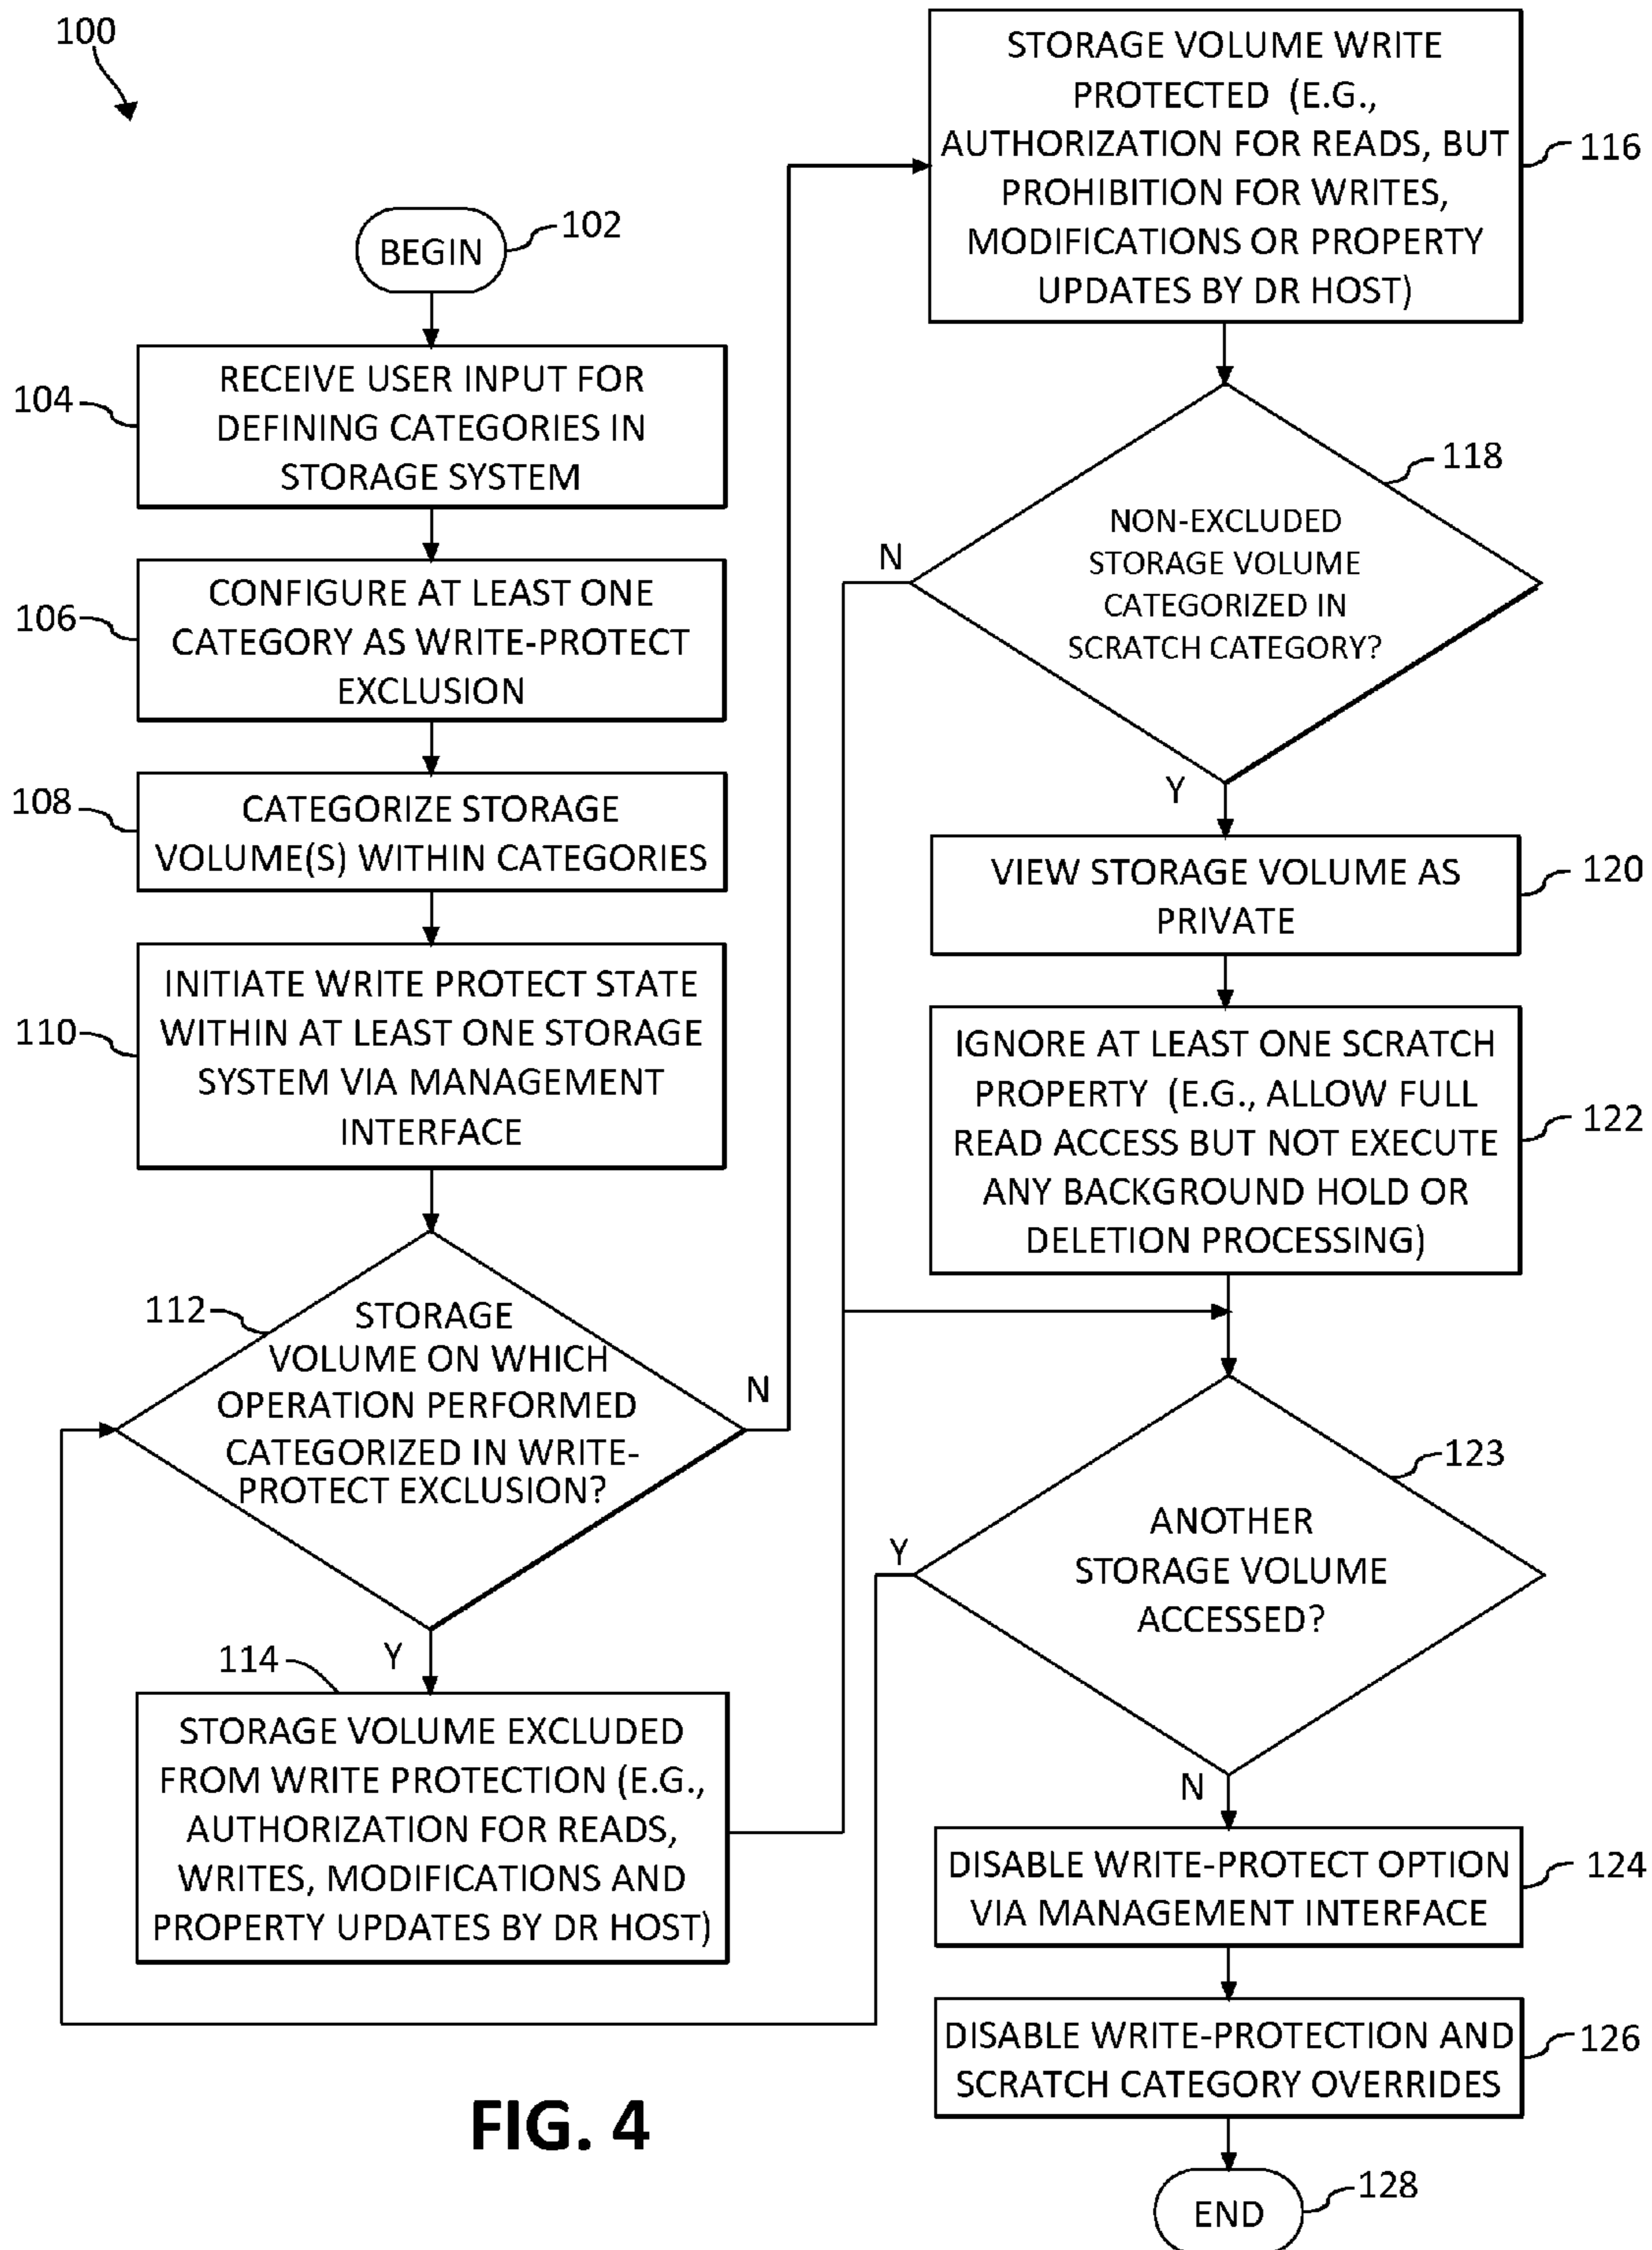 100
BEGIN
102
104
RECEIVE USER INPUT FOR
DEFINING CATEGORIES IN
STORAGE SYSTEM
106
CONFIGURE AT LEAST ONE
CATEGORY AS WRITE-PROTECT
EXCLUSION
108
CATEGORIZE STORAGE
VOLUME(S) WITHIN CATEGORIES
110
INITIATE WRITE PROTECT STATE
WITHIN AT LEAST ONE STORAGE
SYSTEM VIA MANAGEMENT
INTERFACE
112
STORAGE
VOLUME ON WHICH
OPERATION PERFORMED
CATEGORIZED IN WRITE-
PROTECT EXCLUSION?
N
Y
114
STORAGE VOLUME EXCLUDED
FROM WRITE PROTECTION (E.G.,
AUTHORIZATION FOR READS,
WRITES, MODIFICATIONS AND
PROPERTY UPDATES BY DR HOST)
STORAGE VOLUME WRITE
PROTECTED (E.G.,
AUTHORIZATION FOR READS, BUT
PROHIBITION FOR WRITES,
MODIFICATIONS OR PROPERTY
UPDATES BY DR HOST)
116
118
NON-EXCLUDED
STORAGE VOLUME
CATEGORIZED IN
SCRATCH CATEGORY?
N
Y
VIEW STORAGE VOLUME AS
PRIVATE
120
IGNORE AT LEAST ONE SCRATCH
PROPERTY (E.G., ALLOW FULL
READ ACCESS BUT NOT EXECUTE
ANY BACKGROUND HOLD OR
DELETION PROCESSING)
122
123
ANOTHER
STORAGE VOLUME
ACCESSED?
Y
N
DISABLE WRITE-PROTECT OPTION
VIA MANAGEMENT INTERFACE
124
DISABLE WRITE-PROTECTION AND
SCRATCH CATEGORY OVERRIDES
126
END
128
FIG. 4